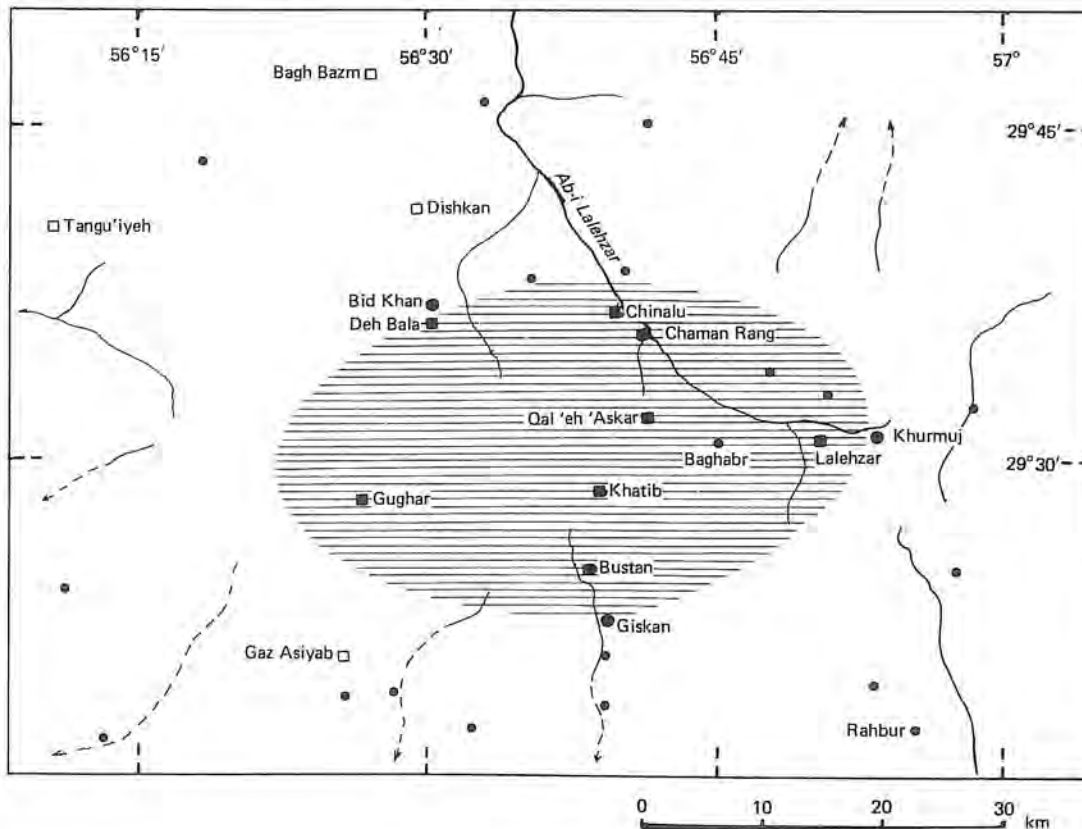 56°15′
56°30′
56°45′
57°
Bagh Bazm
29°45′
Ab-i Lalehzar
Dishkan
Tangu'iyeh
Bid Khan
Chinalu
Deh Bala
Chaman Rang
Qal 'eh 'Askar
Khurmuj
Baghabr
Lalehzar
29°30′
Khatib
Gughar
Bustan
Giskan
Gaz Asiyab
Rahbur
0 10 20 30
km